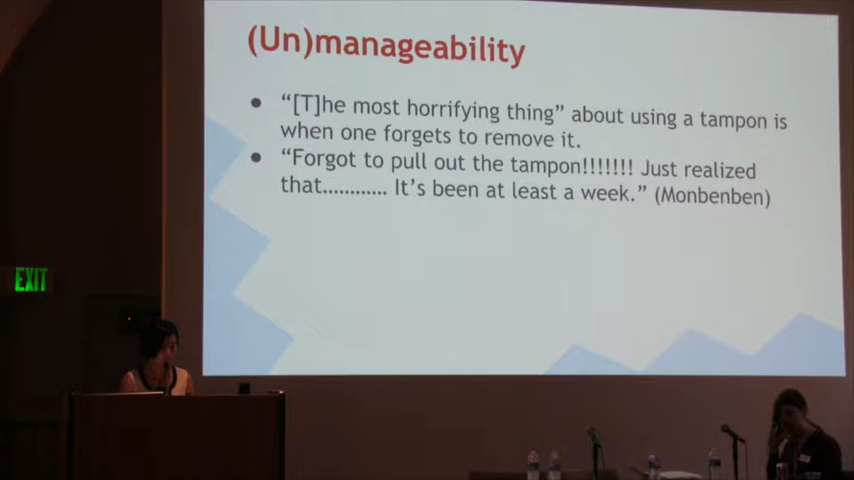 (Un)manageability
• “[T]he most horrifying thing” about using a tampon is
when one forgets to remove it.
• “Forgot to pull out the tampon!!!!!!! Just realized
that............ It’s been at least a week.” (Monbenben)
EXIT